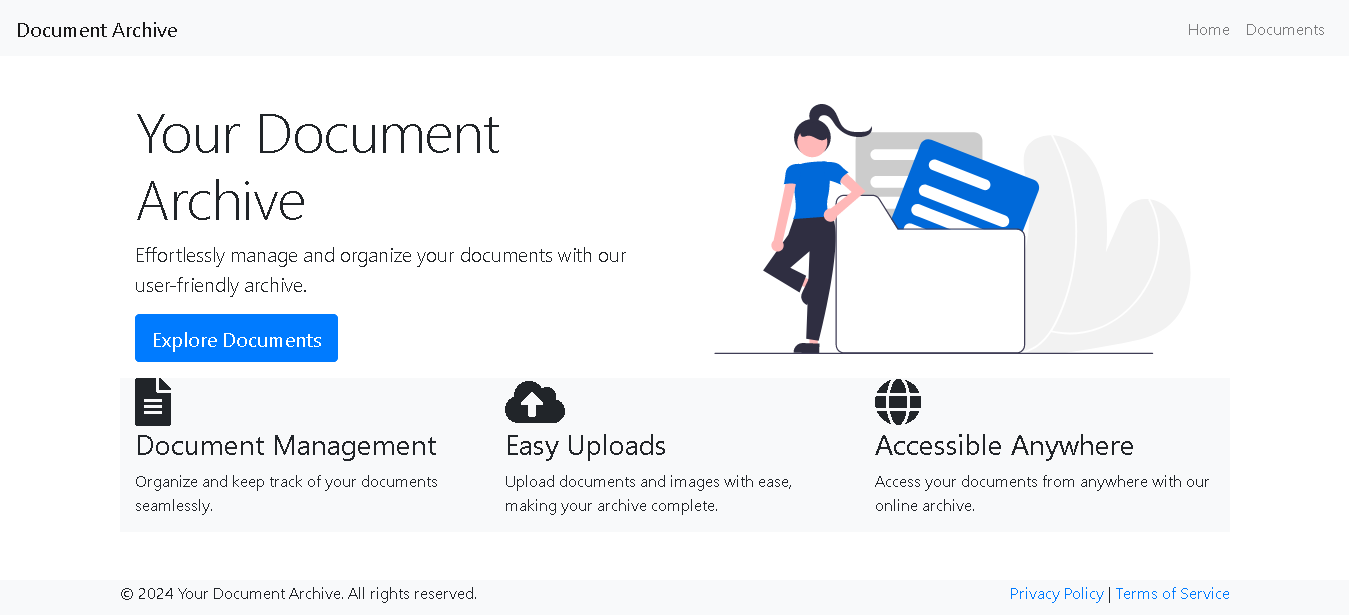 Document Archive
Home Documents
Your Document
Archive
Effortlessly manage and organize your documents with our
user-friendly archive.
Explore Documents
Document Management
Organize and keep track of your documents
seamlessly.
Easy Uploads
Upload documents and images with ease,
making your archive complete.
Accessible Anywhere
Access your documents from anywhere with our
online archive.
© 2024 Your Document Archive. All rights reserved.
Privacy Policy | Terms of Service